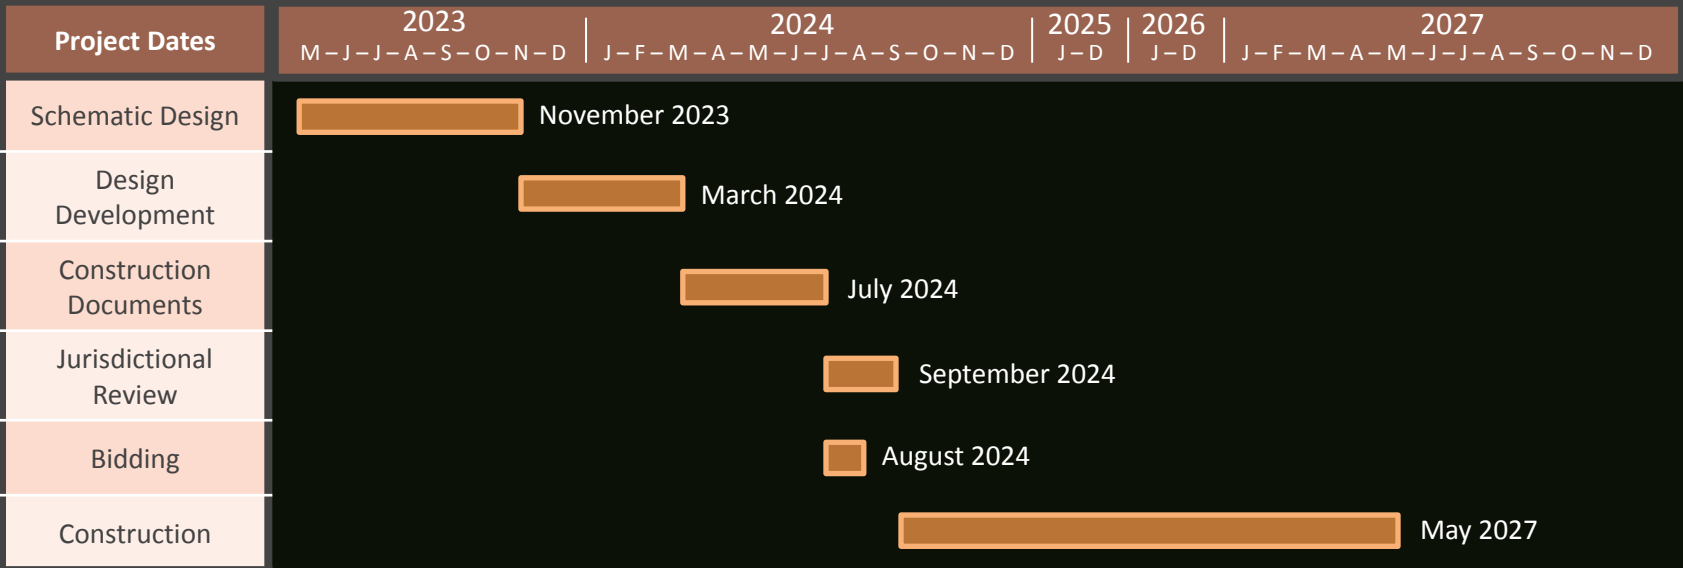 Project Dates
2023
M – J – J – A – S – O – N – D
2024
J – F – M – A – M – J – J – A – S – O – N – D
2025
J – D
2026
J – D
2027
J – F – M – A – M – J – J – A – S – O – N – D
Schematic Design
November 2023
Design
Development
March 2024
Construction
Documents
July 2024
Jurisdictional
Review
September 2024
Bidding
August 2024
Construction
May 2027